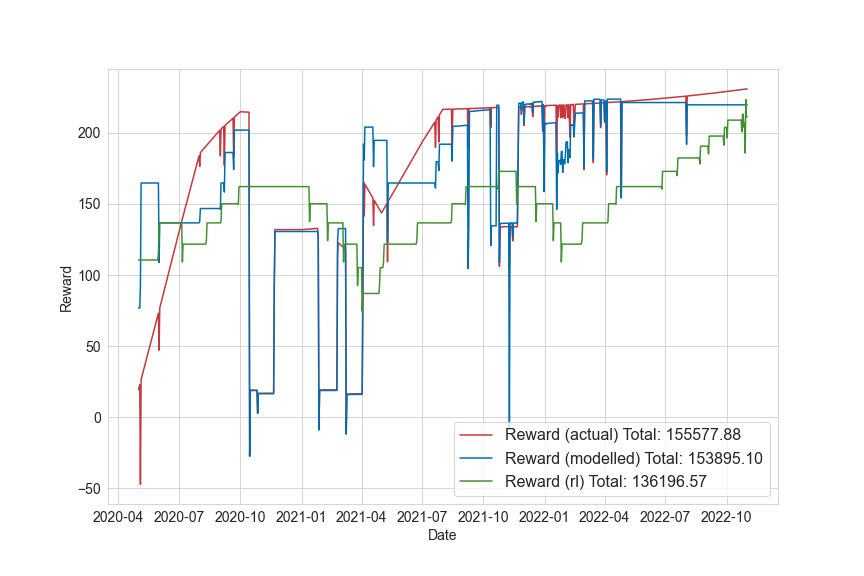 200
150
100
50
0
−50
Reward
2020-04 2020-07 2020-10 2021-01 2021-04 2021-07 2021-10 2022-01 2022-04 2022-07 2022-10
Date
Reward (actual) Total: 155577.88
Reward (modelled) Total: 153895.10
Reward (rl) Total: 136196.57